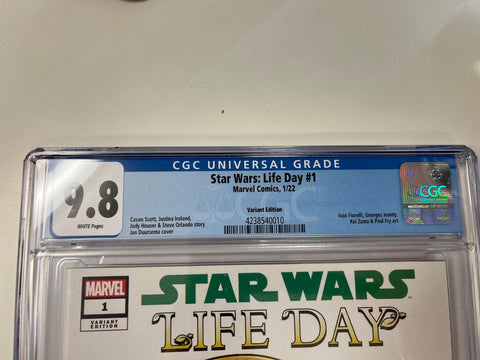 CGC UNIVERSAL GRADE
9.8
WHITE Pages
Star Wars: Life Day #1
Marvel Comics, 1/22
Variant Edition
4238540010
Cavan Scott, Justina Ireland,
Jody Houser & Steve Orlando story
Jan Duursema cover
Ivan Fiorelli, Georges Jeanty,
Kei Zama & Paul Fry art
CGC
MARVEL
1
VARIANT
EDITION
STAR WARS
LIFE DAY